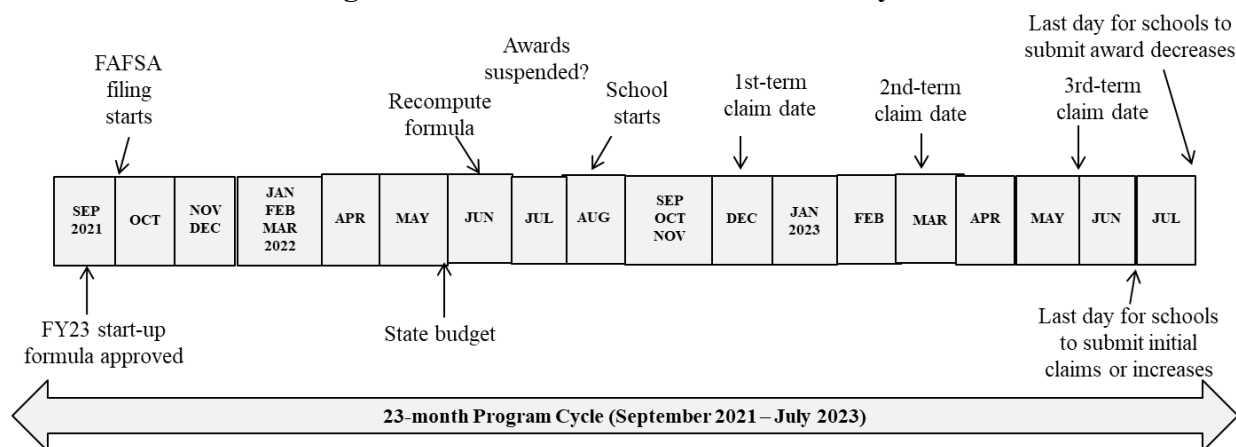 Last day for schools to
submit award decreases
FAFSA
filing
starts
Awards
suspended?
Recompute
formula
School
starts
1st-term
claim date
2nd-term
claim date
3rd-term
claim date
SEP
2021
OCT
NOV
DEC
JAN
FEB
MAR
2022
APR
MAY
JUN
JUL
AUG
SEP
OCT
NOV
DEC
JAN
2023
FEB
MAR
APR
MAY
JUN
JUL
FY23 start-up
formula approved
State budget
Last day for schools
to submit initial
claims or increases
23-month Program Cycle (September 2021 – July 2023)